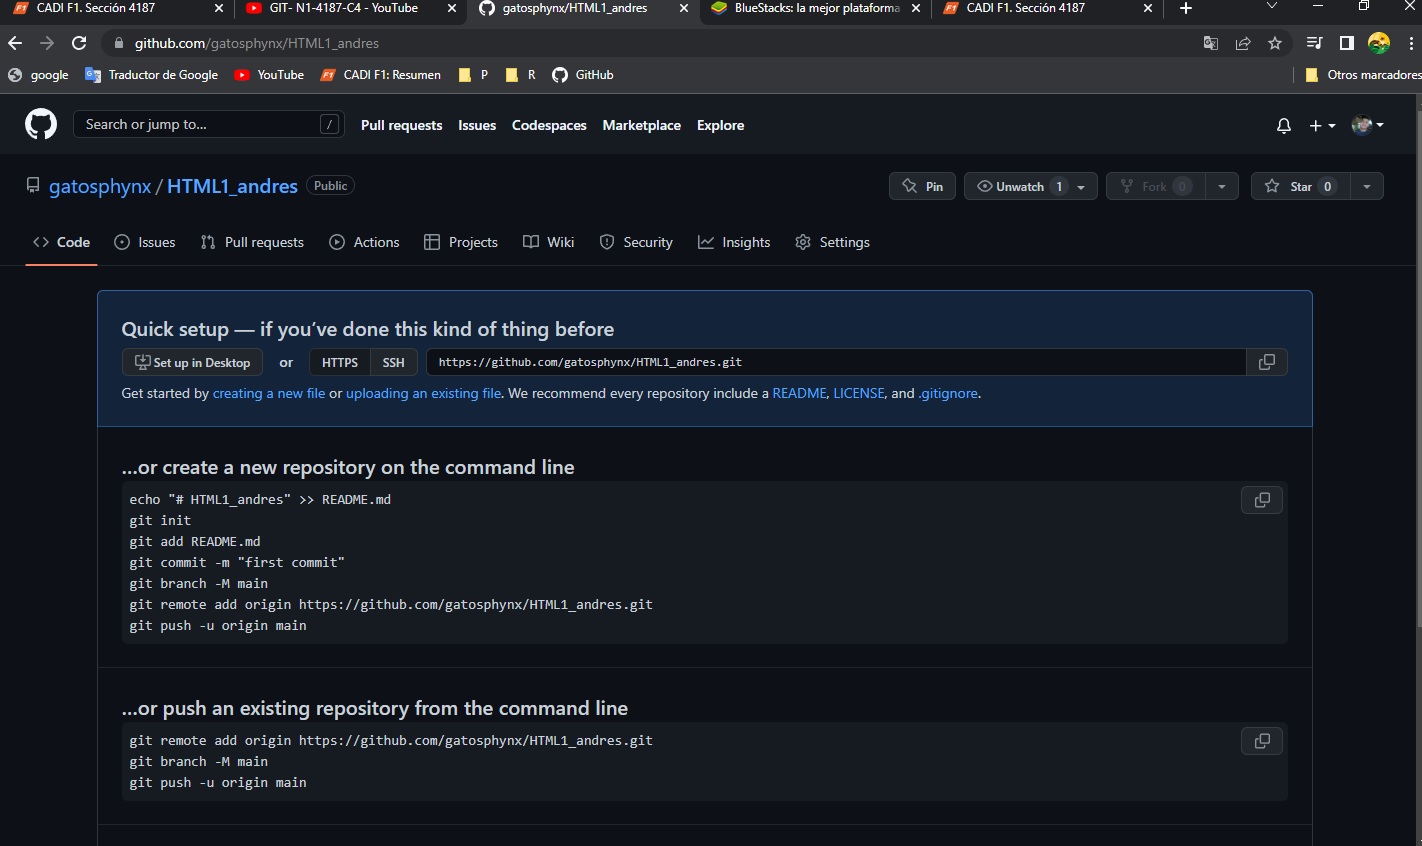 CADI F1. Sección 4187
GIT- N1-4187-C4 - YouTube
gatosphynx/HTML1_andres
BlueStacks: la mejor plataforma
CADI F1. Sección 4187
github.com/gatosphynx/HTML1_andres
google
Traductor de Google
YouTube
CADI F1: Resumen
P
R
GitHub
Otros marcadores
Search or jump to...
/
Pull requests
Issues
Codespaces
Marketplace
Explore
gatosphynx / HTML1_andres
Public
Pin
Unwatch 1
Fork 0
Star 0
Code
Issues
Pull requests
Actions
Projects
Wiki
Security
Insights
Settings
Quick setup — if you’ve done this kind of thing before
Set up in Desktop
or
HTTPS
SSH
https://github.com/gatosphynx/HTML1_andres.git
Get started by creating a new file or uploading an existing file. We recommend every repository include a README, LICENSE, and .gitignore.
…or create a new repository on the command line
echo "# HTML1_andres" >> README.md
git init
git add README.md
git commit -m "first commit"
git branch -M main
git remote add origin https://github.com/gatosphynx/HTML1_andres.git
git push -u origin main
…or push an existing repository from the command line
git remote add origin https://github.com/gatosphynx/HTML1_andres.git
git branch -M main
git push -u origin main